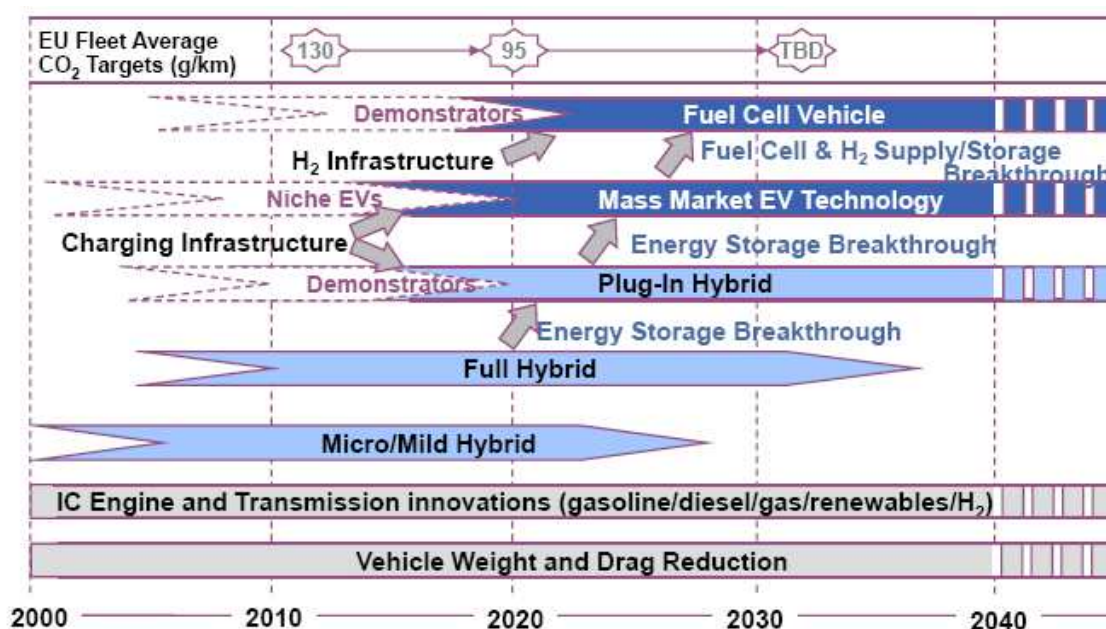 EU Fleet Average
CO₂ Targets (g/km)
130
95
TBD
Demonstrators
Fuel Cell Vehicle
H₂ Infrastructure
Fuel Cell & H₂ Supply/Storage
Breakthrough
Niche EVs
Mass Market EV Technology
Charging Infrastructure
Energy Storage Breakthrough
Demonstrators
Plug-In Hybrid
Energy Storage Breakthrough
Full Hybrid
Micro/Mild Hybrid
IC Engine and Transmission innovations (gasoline/diesel/gas/renewables/H₂)
Vehicle Weight and Drag Reduction
2000 2010 2020 2030 2040